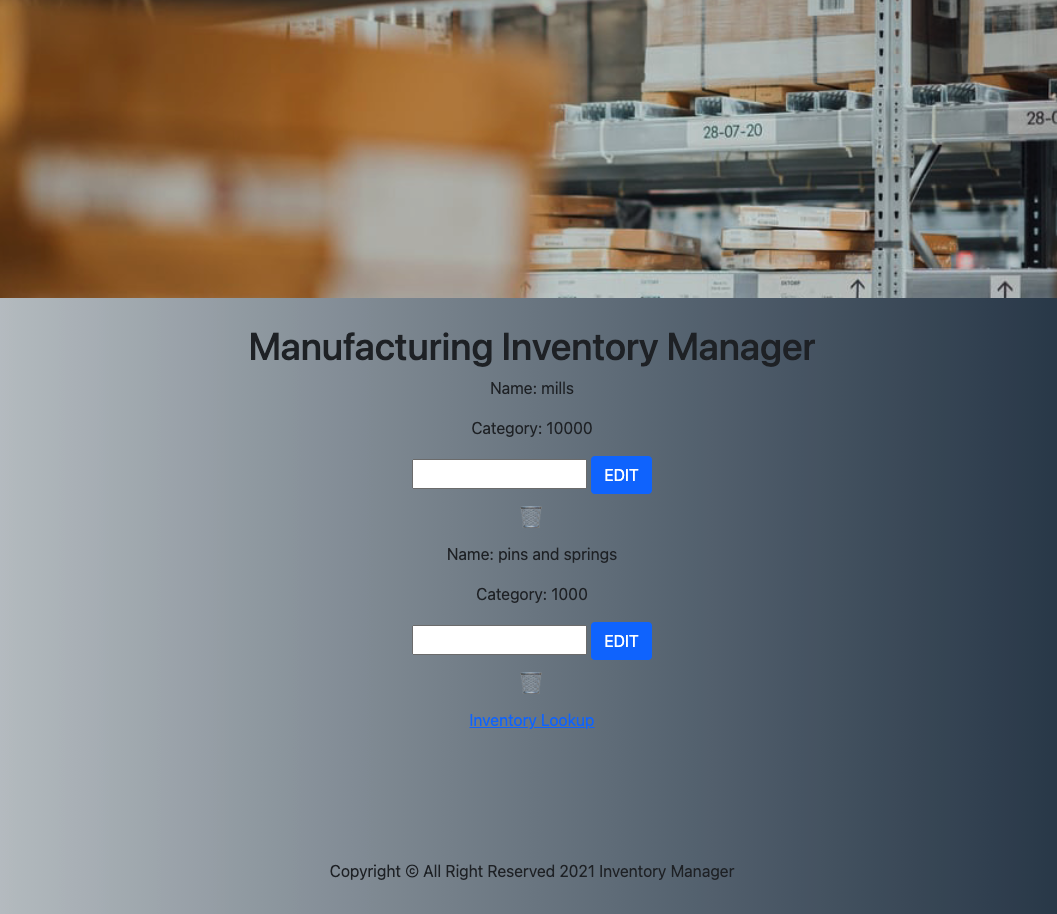 28-07-20
28-0
Manufacturing Inventory Manager
Name: mills
Category: 10000
EDIT
Name: pins and springs
Category: 1000
EDIT
Inventory Lookup
Copyright © All Right Reserved 2021 Inventory Manager